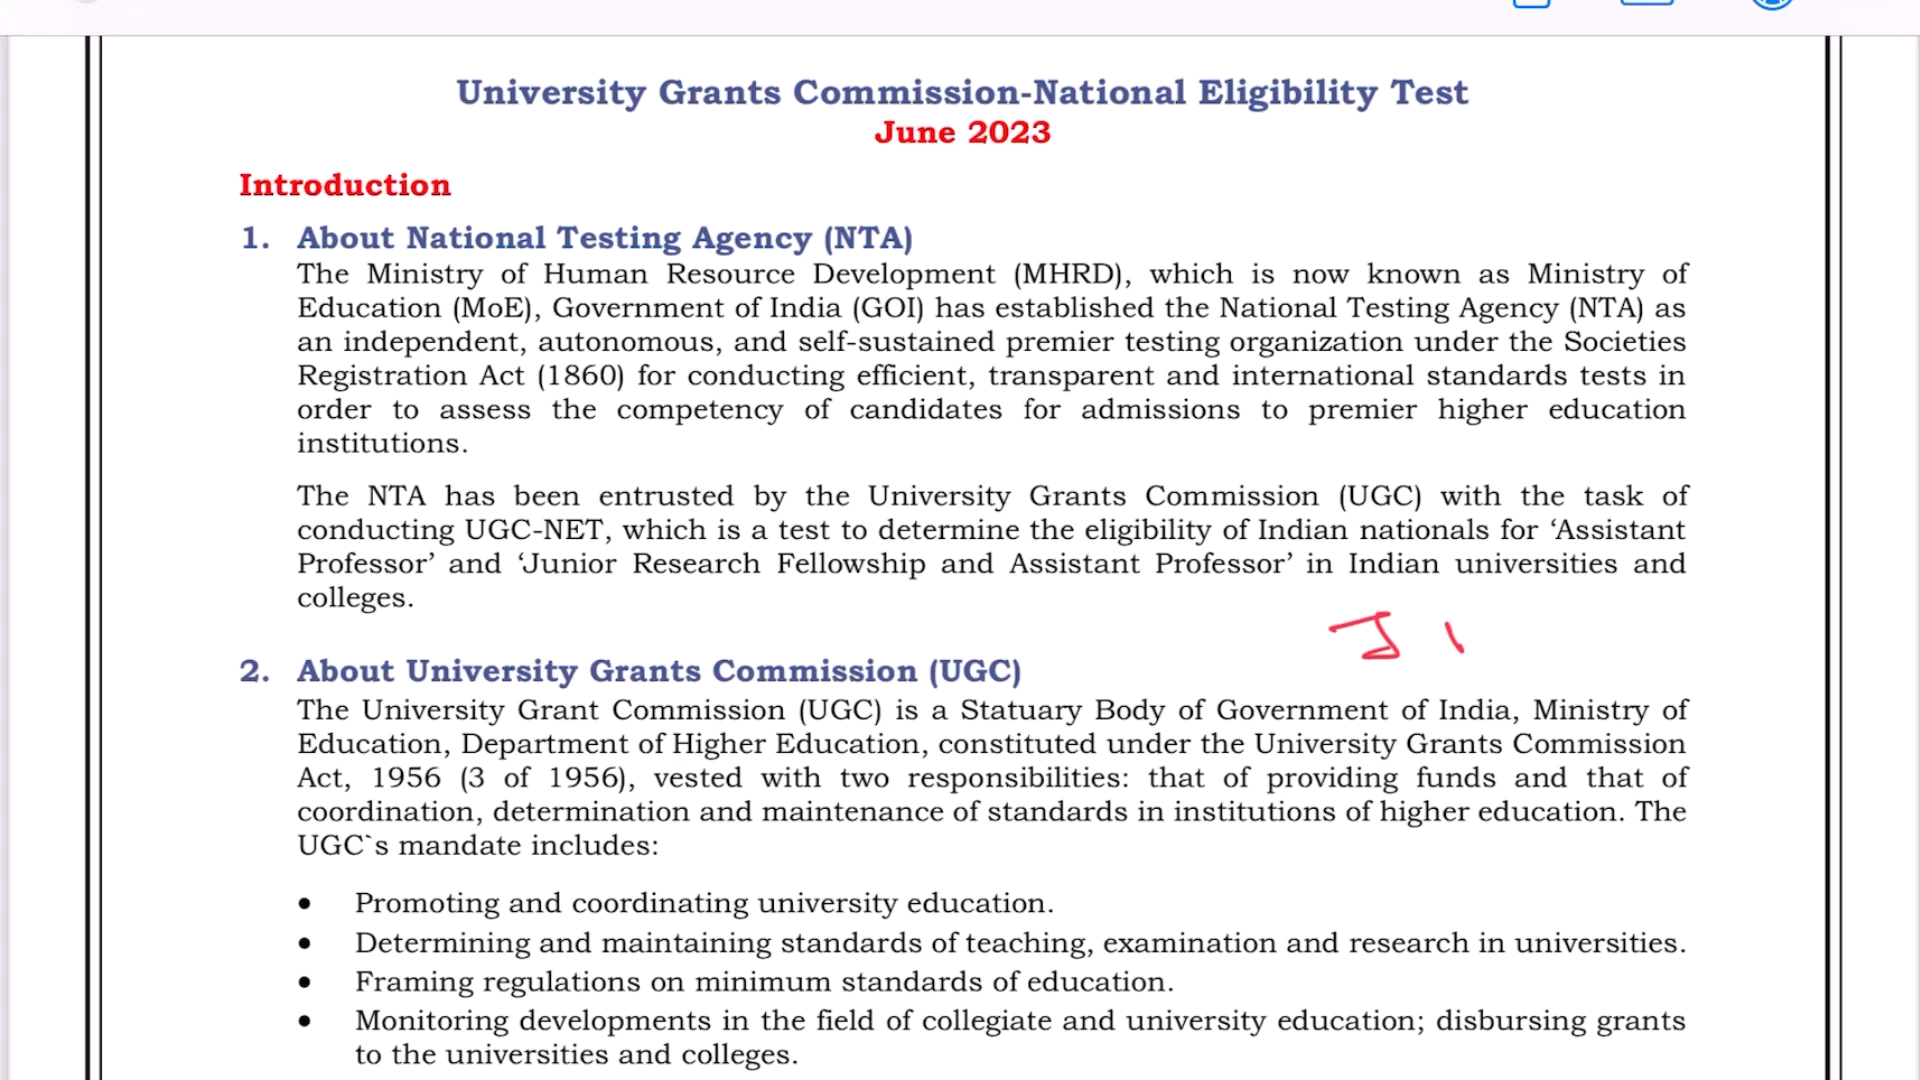 University Grants Commission-National Eligibility Test
June 2023
Introduction
1. About National Testing Agency (NTA)
The Ministry of Human Resource Development (MHRD), which is now known as Ministry of
Education (MoE), Government of India (GOI) has established the National Testing Agency (NTA) as
an independent, autonomous, and self-sustained premier testing organization under the Societies
Registration Act (1860) for conducting efficient, transparent and international standards tests in
order to assess the competency of candidates for admissions to premier higher education
institutions.
The NTA has been entrusted by the University Grants Commission (UGC) with the task of
conducting UGC-NET, which is a test to determine the eligibility of Indian nationals for ‘Assistant
Professor’ and ‘Junior Research Fellowship and Assistant Professor’ in Indian universities and
colleges.
J
2. About University Grants Commission (UGC)
The University Grant Commission (UGC) is a Statuary Body of Government of India, Ministry of
Education, Department of Higher Education, constituted under the University Grants Commission
Act, 1956 (3 of 1956), vested with two responsibilities: that of providing funds and that of
coordination, determination and maintenance of standards in institutions of higher education. The
UGC`s mandate includes:
• Promoting and coordinating university education.
• Determining and maintaining standards of teaching, examination and research in universities.
• Framing regulations on minimum standards of education.
• Monitoring developments in the field of collegiate and university education; disbursing grants
to the universities and colleges.